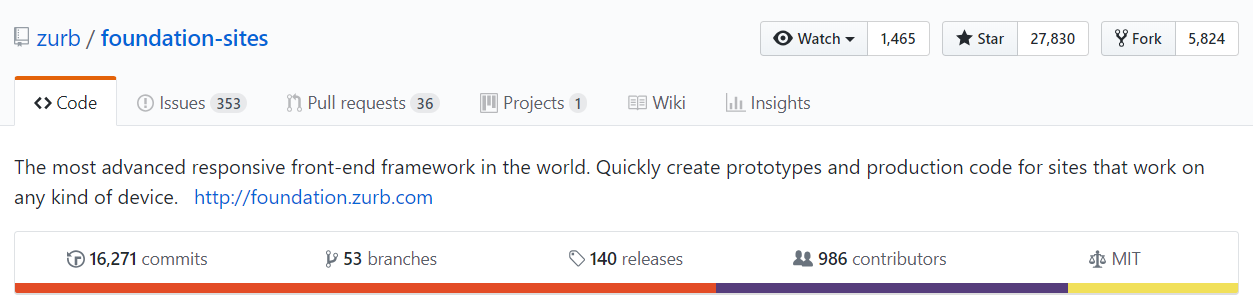 zurb / foundation-sites Watch 1,465 Star 27,830 Fork 5,824
Code Issues 353 Pull requests 36 Projects 1 Wiki Insights
The most advanced responsive front-end framework in the world. Quickly create prototypes and production code for sites that work on
any kind of device. http://foundation.zurb.com
16,271 commits 53 branches 140 releases 986 contributors MIT